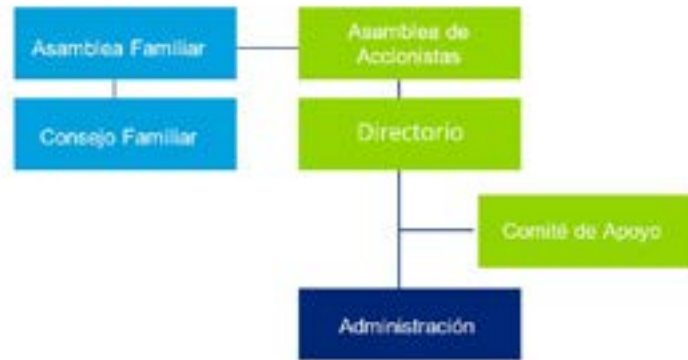 Asamblea Familiar
Asamblea de
Accionistas
Consejo Familiar
Directorio
Comité de Apoyo
Administración